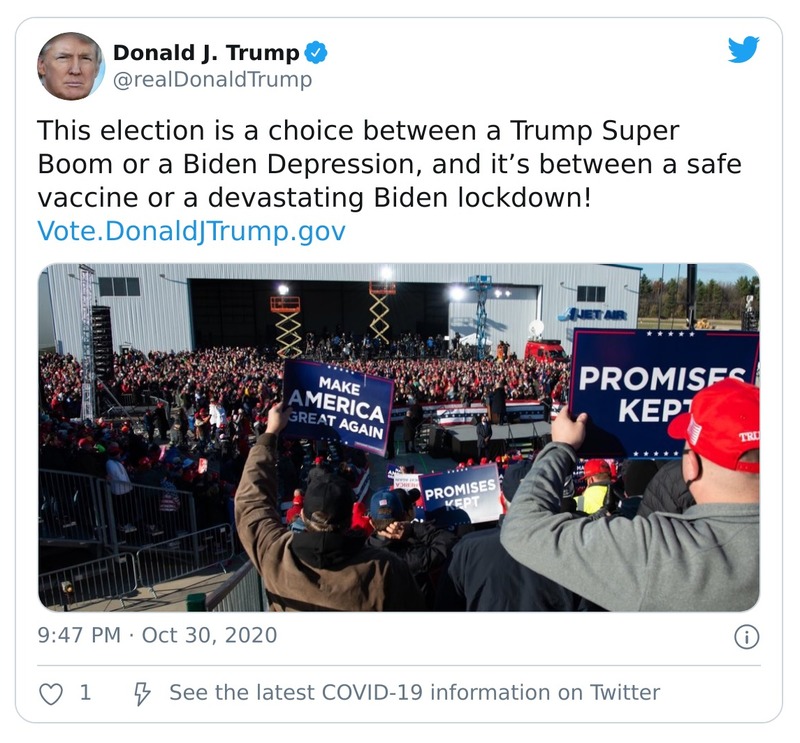 Donald J. Trump
@realDonaldTrump
This election is a choice between a Trump Super
Boom or a Biden Depression, and it’s between a safe
vaccine or a devastating Biden lockdown!
Vote.DonaldJTrump.gov
JET AIR
MAKE
AMERICA
GREAT AGAIN
PROMISES
KEPT
PROMISES
KEPT
9:47 PM · Oct 30, 2020
1
See the latest COVID-19 information on Twitter